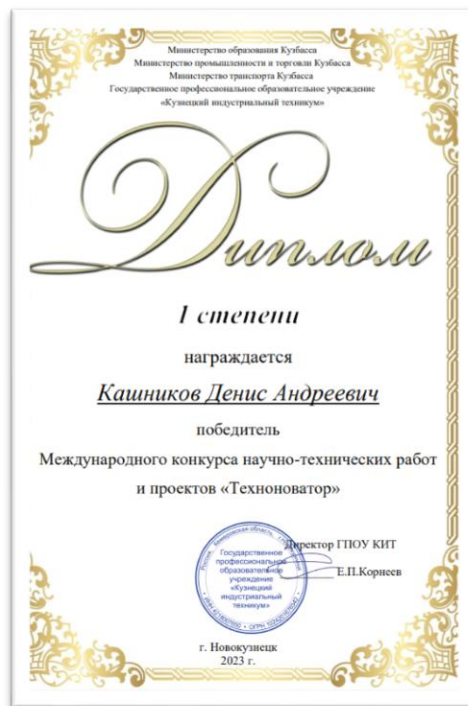 Министерство образования Кузбасса
Министерство промышленности и торговли Кузбасса
Министерство транспорта Кузбасса
Государственное профессиональное образовательное учреждение
«Кузнецкий индустриальный техникум»
Диплом
I степени
награждается
Кашников Денис Андреевич
победитель
Международного конкурса научно-технических работ
и проектов «Техноноватор»
Директор ГПОУ КИТ
Е.П.Корнеев
Государственное
профессиональное
образовательное
учреждение
«Кузнецкий
индустриальный
техникум»
г. Новокузнецк
2023 г.